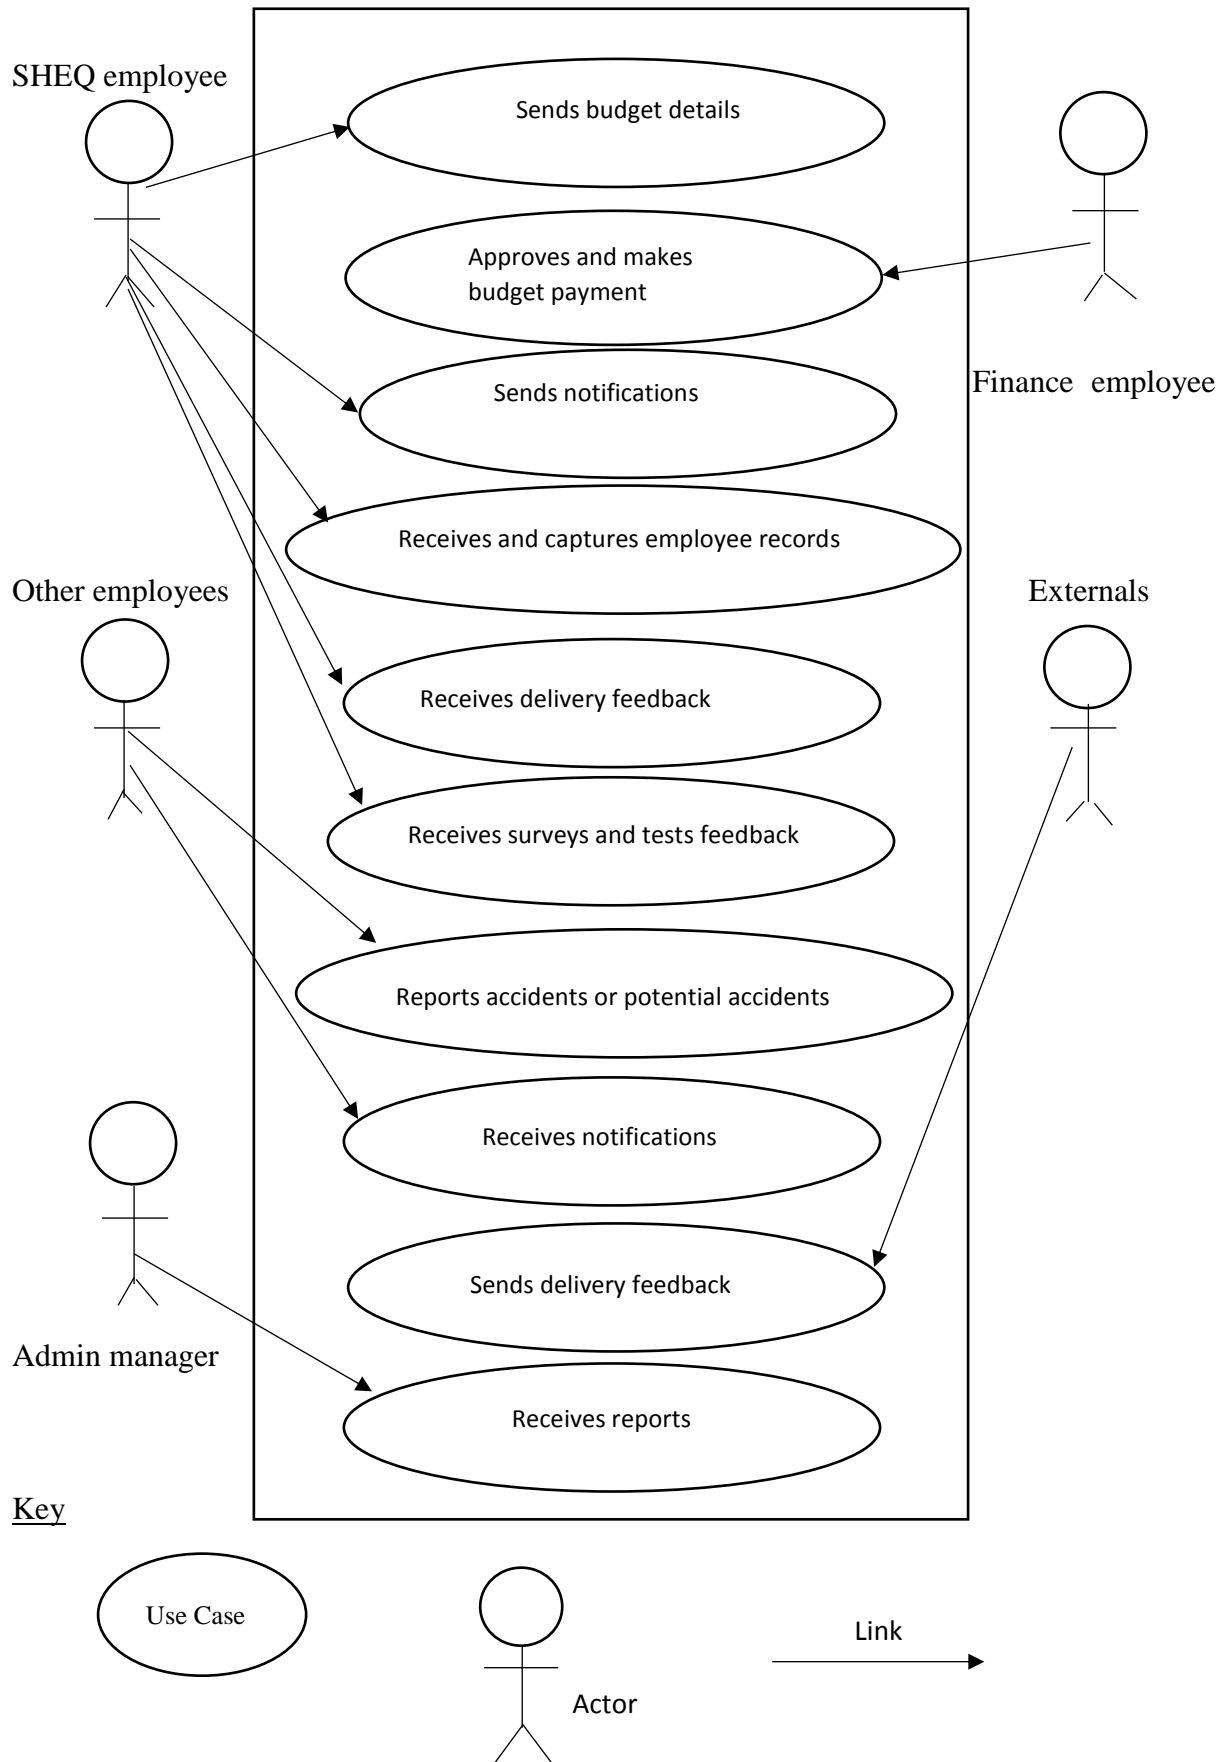 SHEQ employee
Sends budget details
Approves and makes
budget payment
Sends notifications
Finance employee
Receives and captures employee records
Other employees
Externals
Receives delivery feedback
Receives surveys and tests feedback
Reports accidents or potential accidents
Receives notifications
Sends delivery feedback
Admin manager
Receives reports
Key
Use Case
Link
Actor